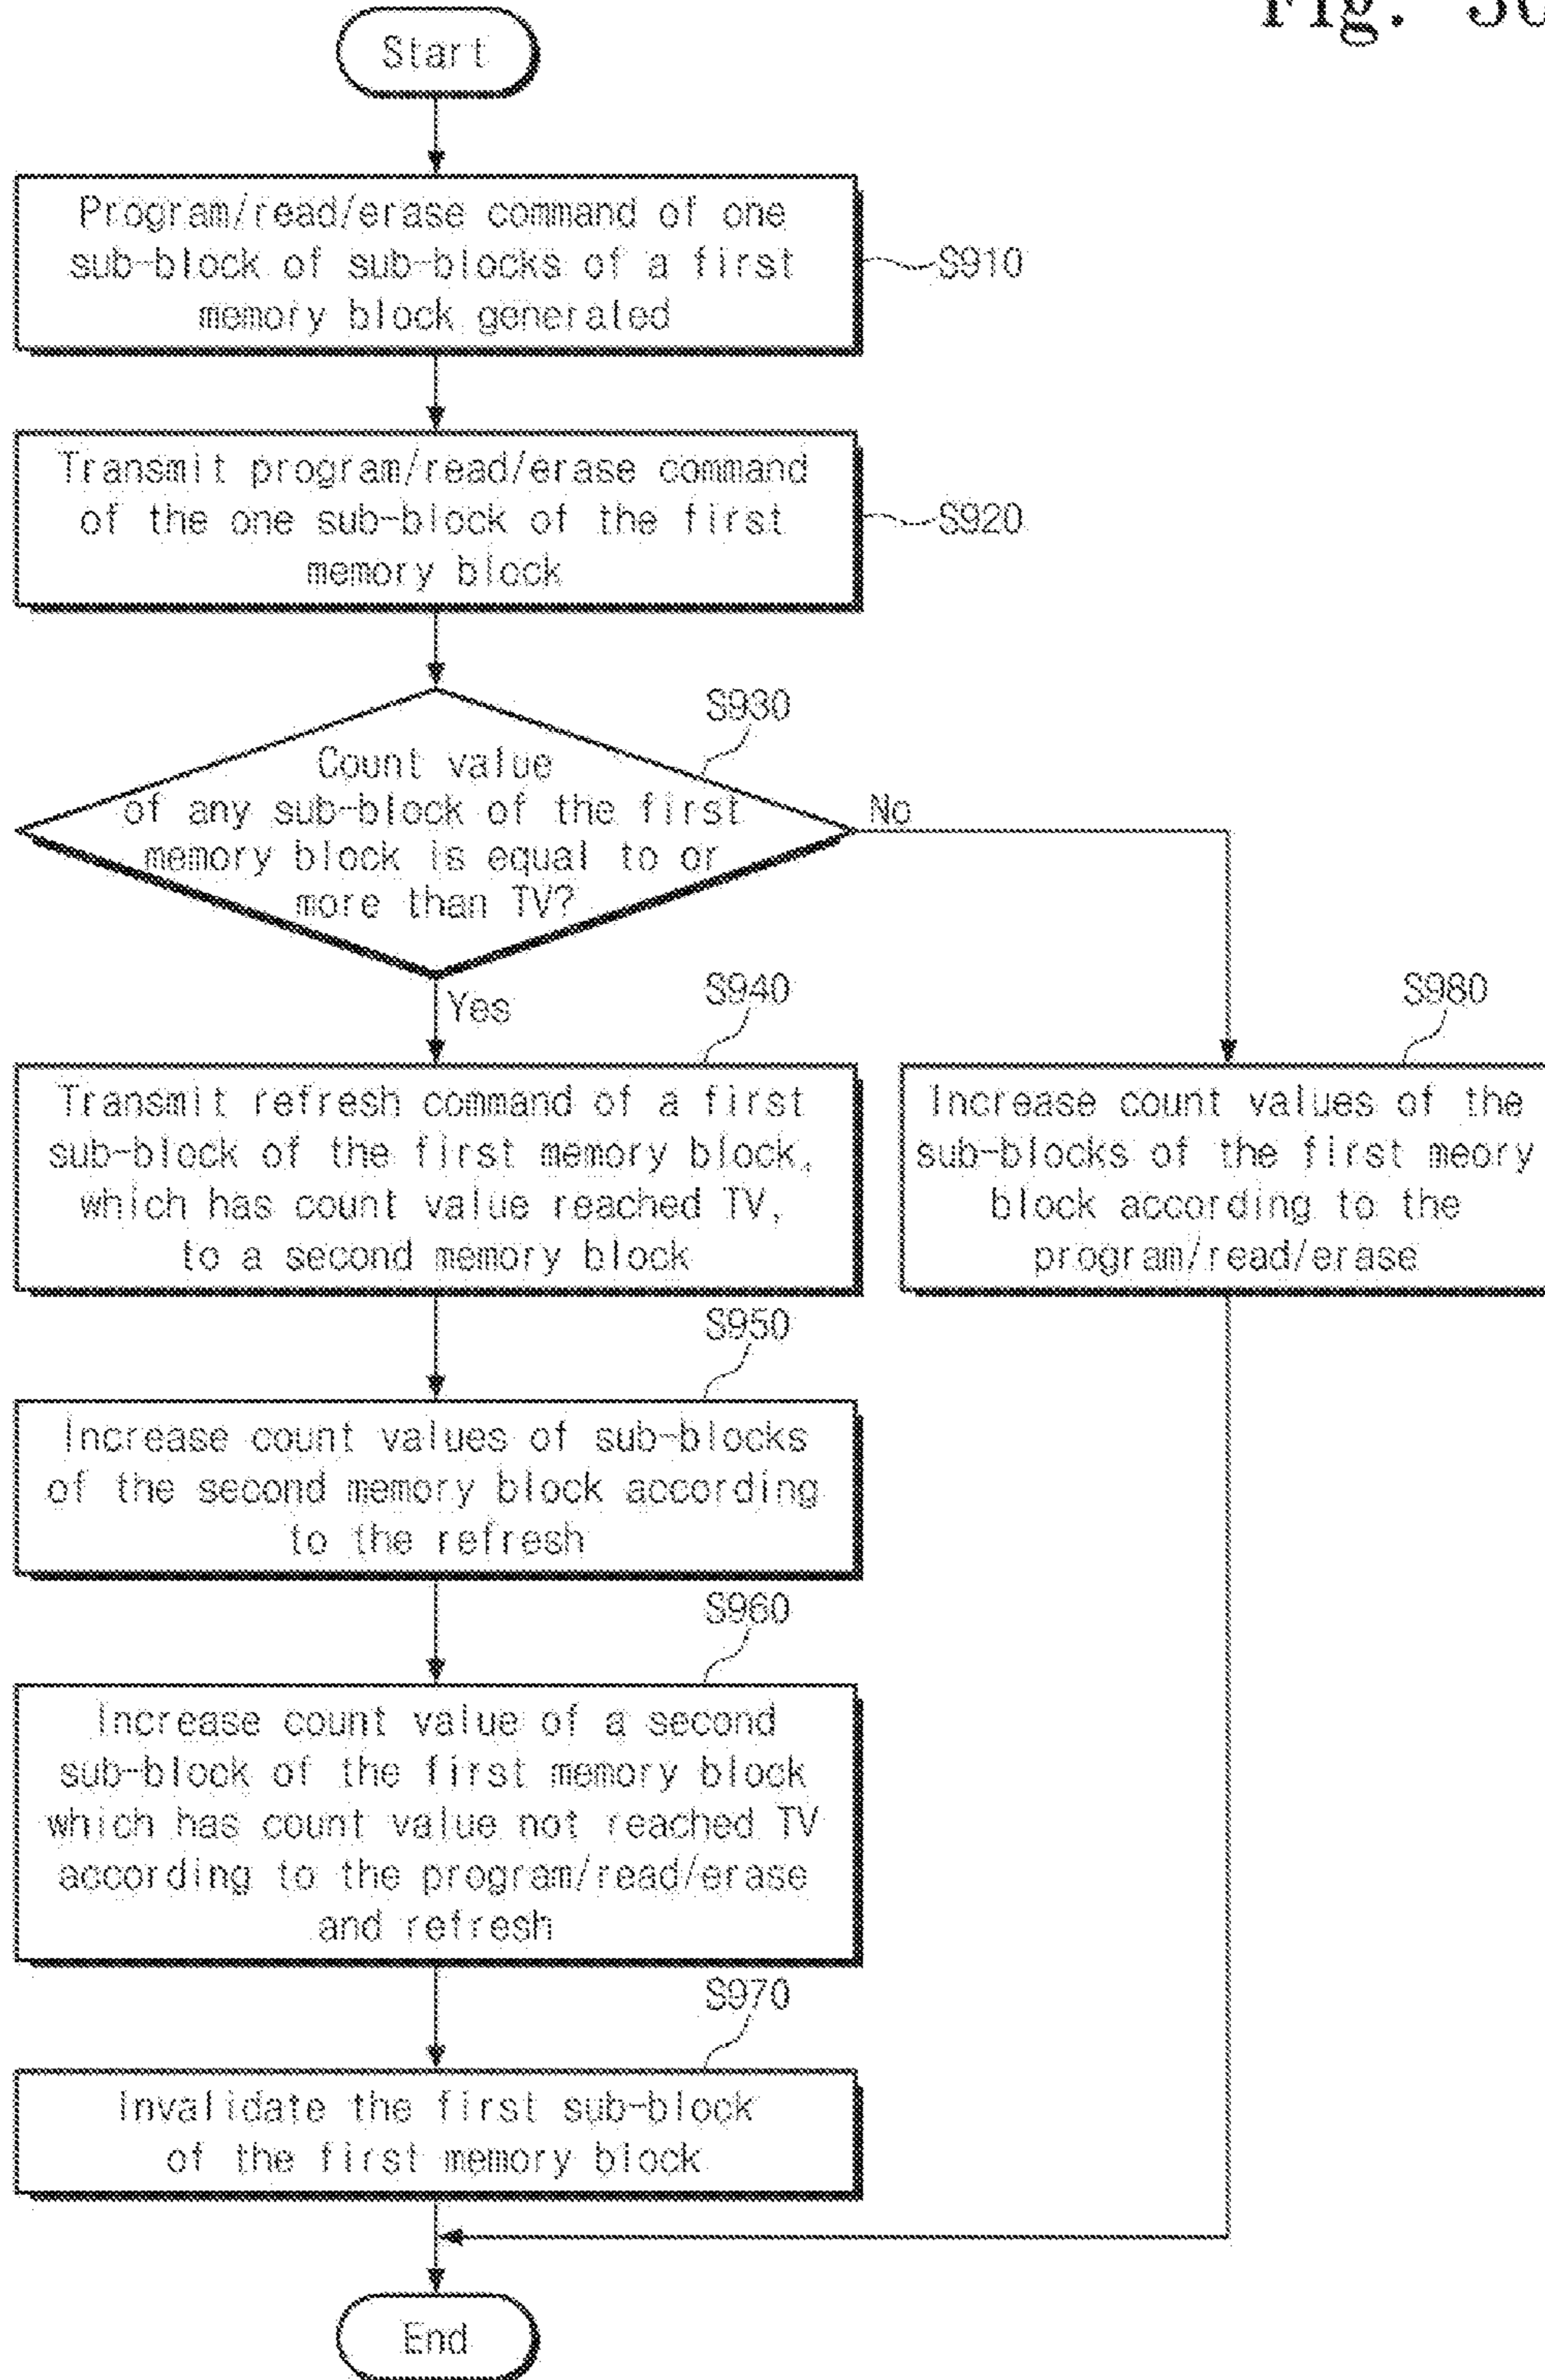 Fig. 30
Start
Program/read/erase command of one
sub-block of sub-blocks of a first
memory block generated
S910
Transmit program/read/erase command
of the one sub-block of the first
memory block
S920
S930
Count value
of any sub-block of the first
memory block is equal to or
more than TV?
No
Yes
S940
Transmit refresh command of a first
sub-block of the first memory block,
which has count value reached TV,
to a second memory block
S980
Increase count values of the
sub-blocks of the first meory
block according to the
program/read/erase
S950
Increase count values of sub-blocks
of the second memory block according
to the refresh
S960
Increase count value of a second
sub-block of the first memory block
which has count value not reached TV
according to the program/read/erase
and refresh
S970
Invalidate the first sub-block
of the first memory block
End